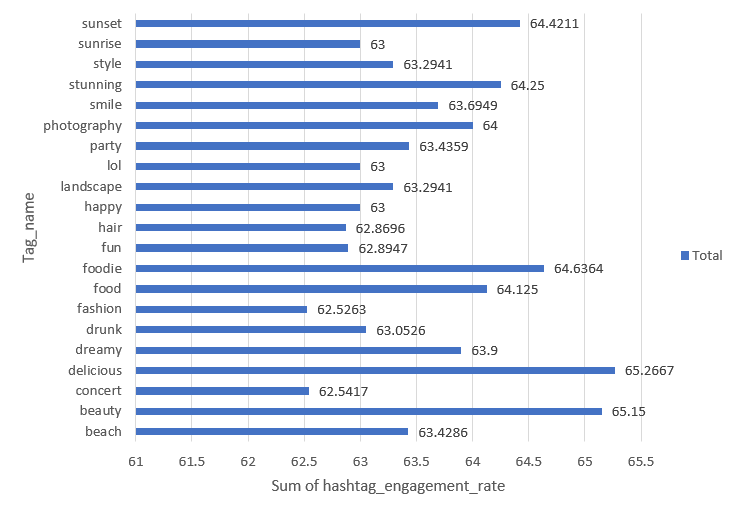 sunset 64.4211
sunrise 63
style 63.2941
stunning 64.25
smile 63.6949
photography 64
party 63.4359
lol 63
landscape 63.2941
happy 63
hair 62.8696
fun 62.8947
foodie 64.6364
food 64.125
fashion 62.5263
drunk 63.0526
dreamy 63.9
delicious 65.2667
concert 62.5417
beauty 65.15
beach 63.4286
61 61.5 62 62.5 63 63.5 64 64.5 65 65.5
Sum of hashtag_engagement_rate
Tag_name
Total